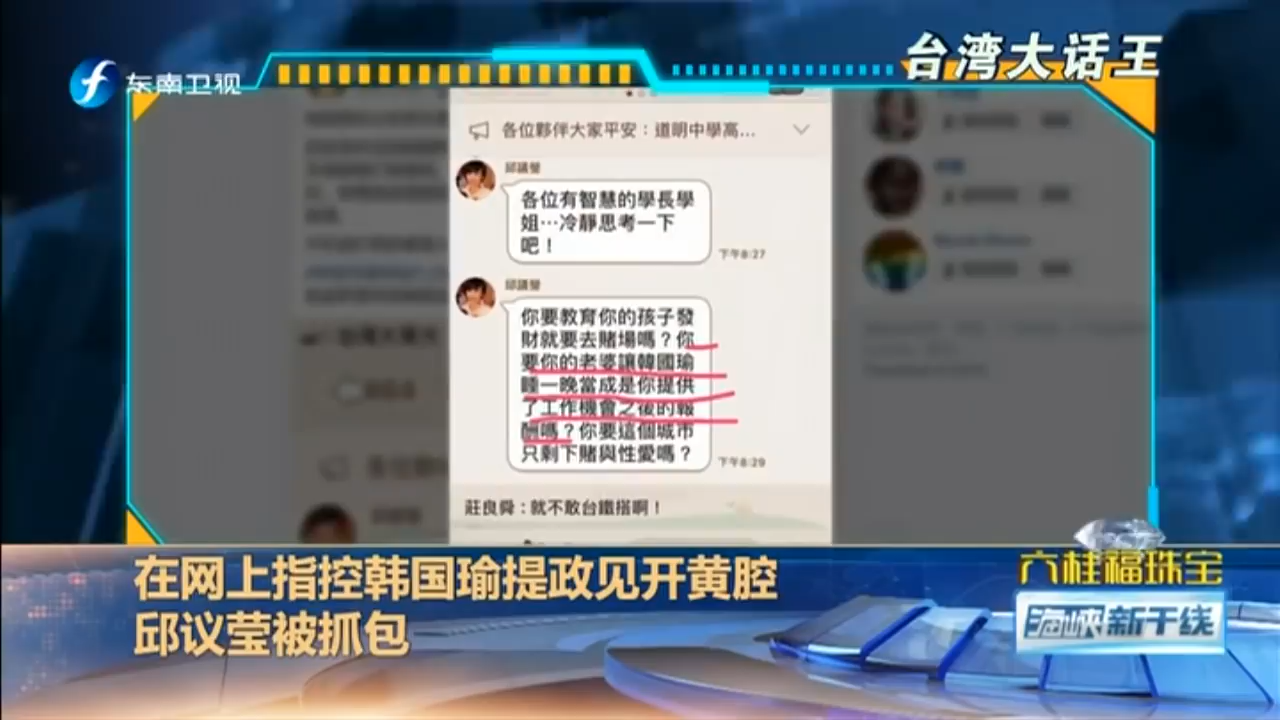 东南卫视
台湾大话王
各位夥伴大家平安：道明中學高...
邱議瑩
各位有智慧的學長學
姐…冷靜思考一下
吧！
下午8:27
邱議瑩
你要教育你的孩子發
財就要去賭場嗎？你
要你的老婆讓韓國瑜
睡一晚當成是你提供
了工作機會之後的報
酬嗎？你要這個城市
只剩下賭與性愛嗎？
下午8:29
莊良舜：就不敢台鐵搭啊！
在网上指控韩国瑜提政见开黄腔
邱议莹被抓包
六桂福珠宝
海峡新干线